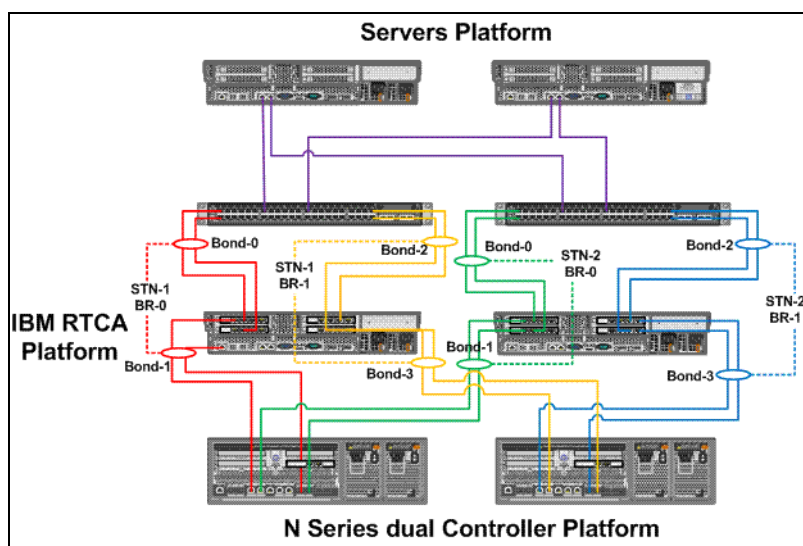 Servers Platform
Bond-0
Bond-2
Bond-0
Bond-2
STN-1
BR-0
STN-1
BR-1
STN-2
BR-0
STN-2
BR-1
IBM RTCA
Platform
Bond-1
Bond-3
Bond-1
Bond-3
N Series dual Controller Platform